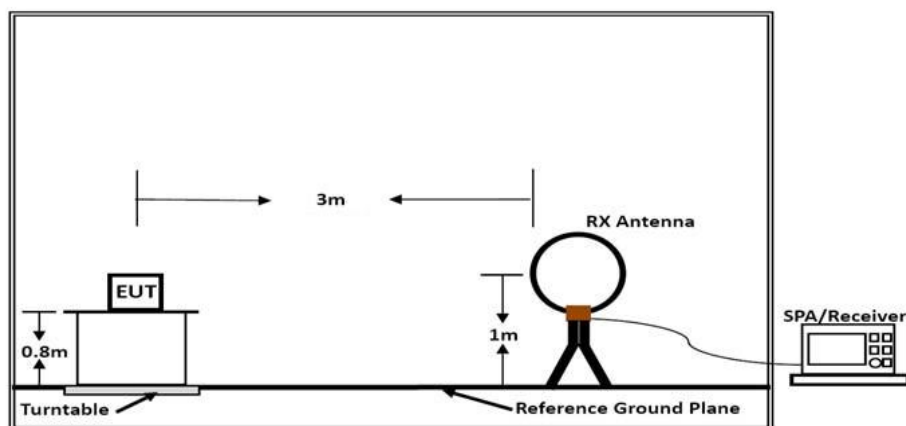 3m
RX Antenna
EUT
SPA/Receiver
0.8m
1m
Turntable
Reference Ground Plane